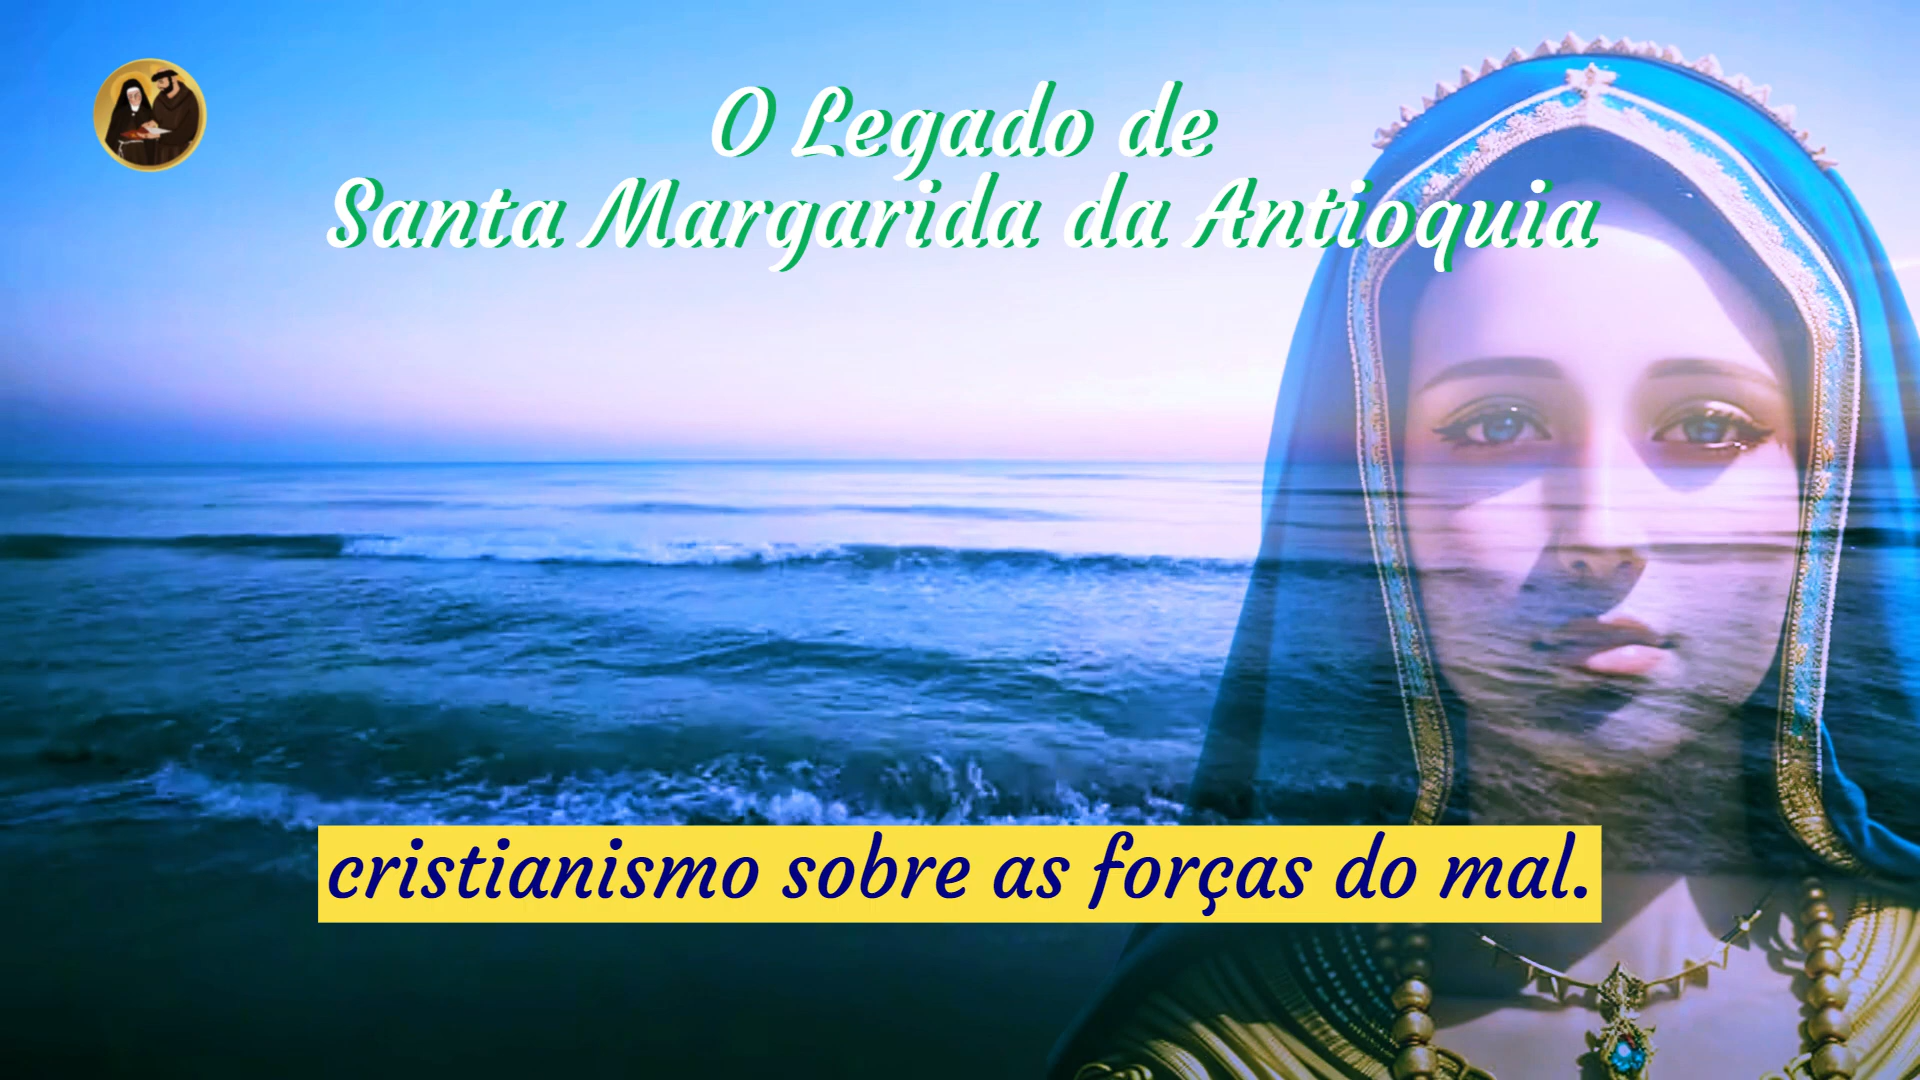 O Legado de
Santa Margarida da Antioquia
cristianismo sobre as forças do mal.